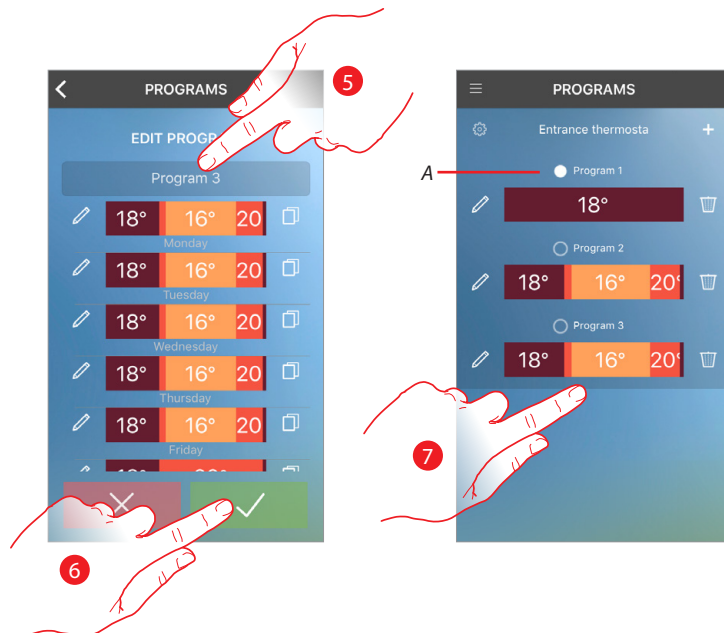 PROGRAMS
EDIT PROGR
Program 3
18° 16° 20
Monday
18° 16° 20
Tuesday
18° 16° 20
Wednesday
18° 16° 20
Thursday
18° 16° 20
Friday
5
6
PROGRAMS
Entrance thermosta
A
Program 1
18°
Program 2
18° 16° 20°
Program 3
18° 16° 20°
7